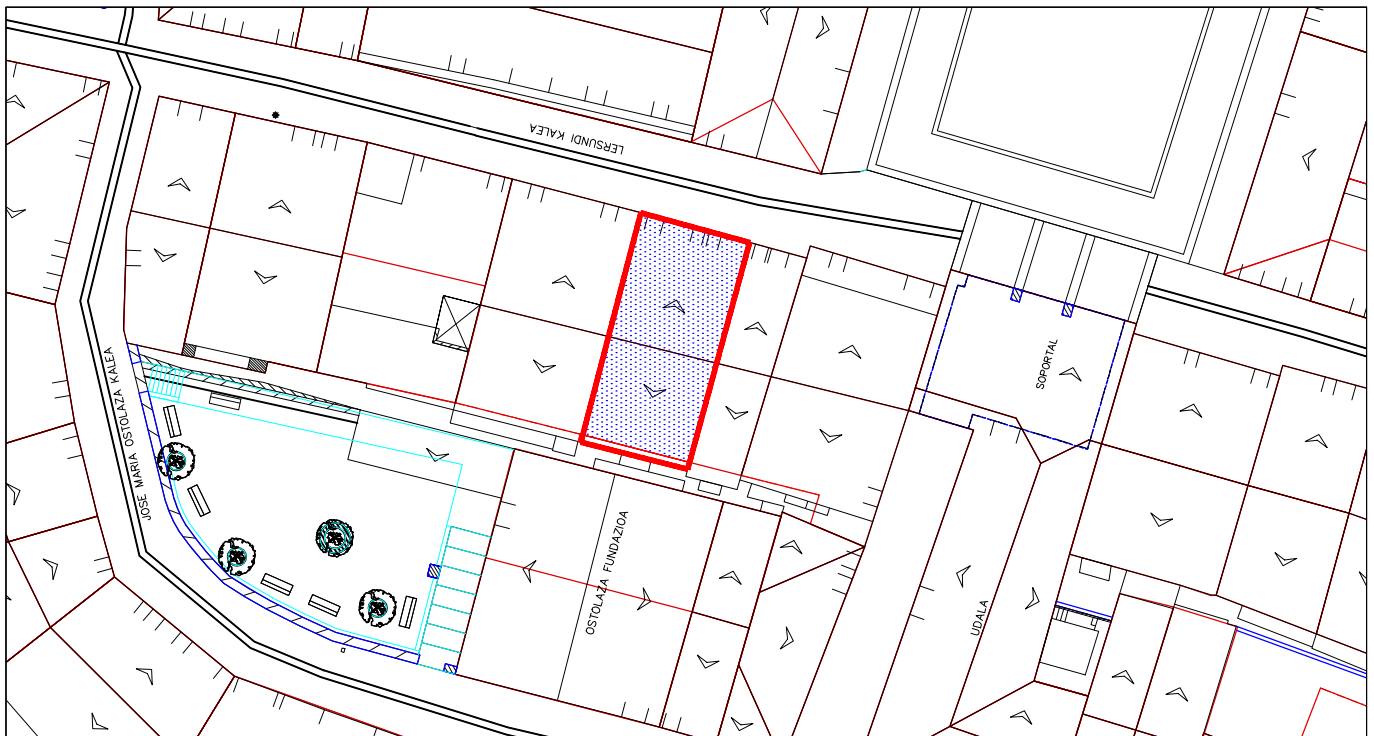 LERSUNDI KALEA
SOPORTAL
JOSE MARIA OSTOLAZA KALEA
OSTOLAZA FUNDAZIOA
UDALA